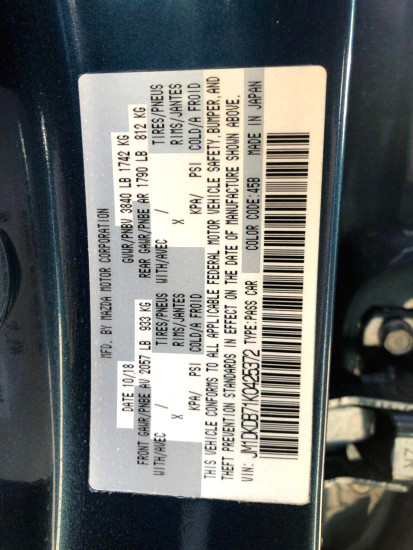 MFD. BY MAZDA MOTOR CORPORATION
DATE 10/18 GVWR/PNBV 3840 LB 1742 KG
FRONT GAWR/PNBE AV 2057 LB 933 KG REAR GAWR/PNBE AR 1790 LB 812 KG
WITH/AVEC / TIRES/PNEUS WITH/AVEC / TIRES/PNEUS
X RIMS/JANTES X RIMS/JANTES
KPA/ PSI COLD/A FROID KPA/ PSI COLD/A FROID
THIS VEHICLE CONFORMS TO ALL APPLICABLE FEDERAL MOTOR VEHICLE SAFETY, BUMPER, AND
THEFT PREVENTION STANDARDS IN EFFECT ON THE DATE OF MANUFACTURE SHOWN ABOVE.
VIN: JM1DKDB71K0425372 TYPE:PASS CAR COLOR CODE:45B MADE IN JAPAN